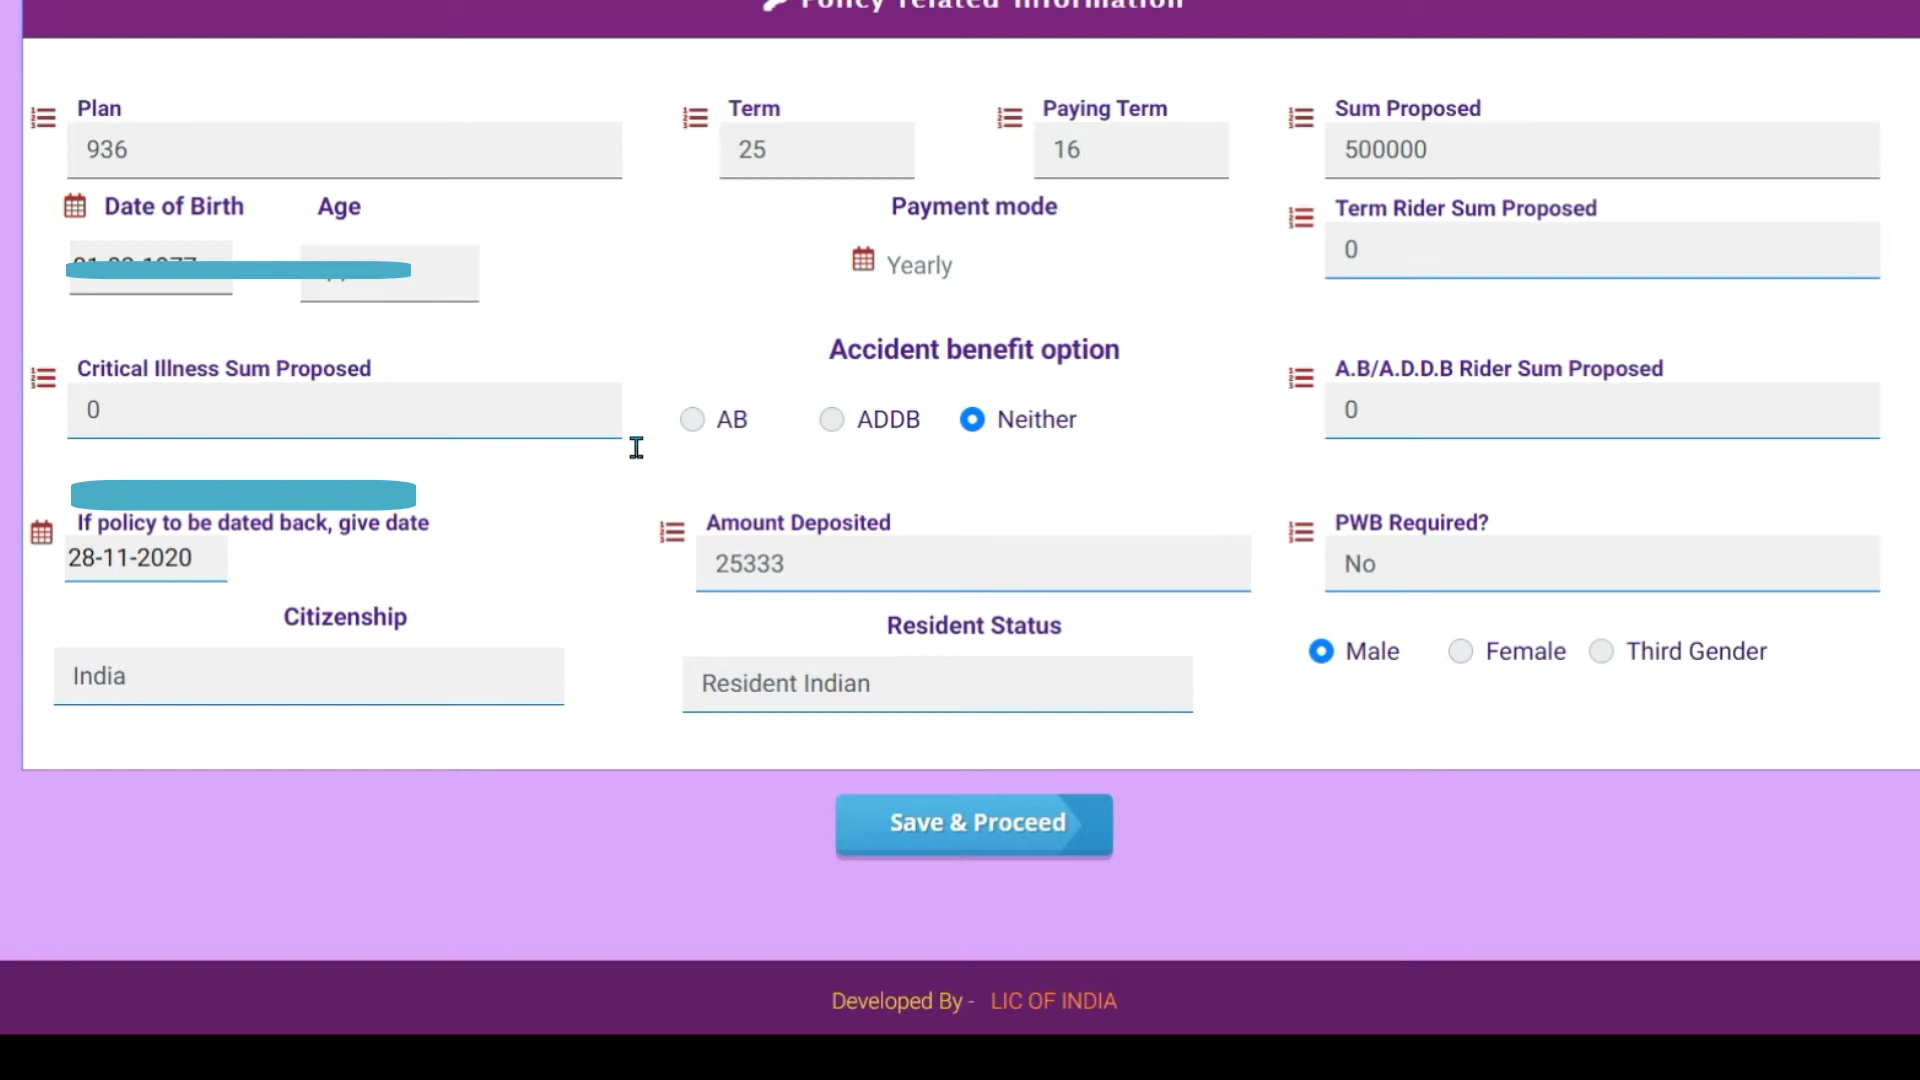 Policy related information
Plan
936
Term
25
Paying Term
16
Sum Proposed
500000
Date of Birth
Age
Payment mode
Yearly
Term Rider Sum Proposed
0
Critical Illness Sum Proposed
0
Accident benefit option
AB
ADDB
Neither
A.B/A.D.D.B Rider Sum Proposed
0
If policy to be dated back, give date
28-11-2020
Amount Deposited
25333
PWB Required?
No
Citizenship
India
Resident Status
Resident Indian
Male
Female
Third Gender
Save & Proceed
Developed By - LIC OF INDIA